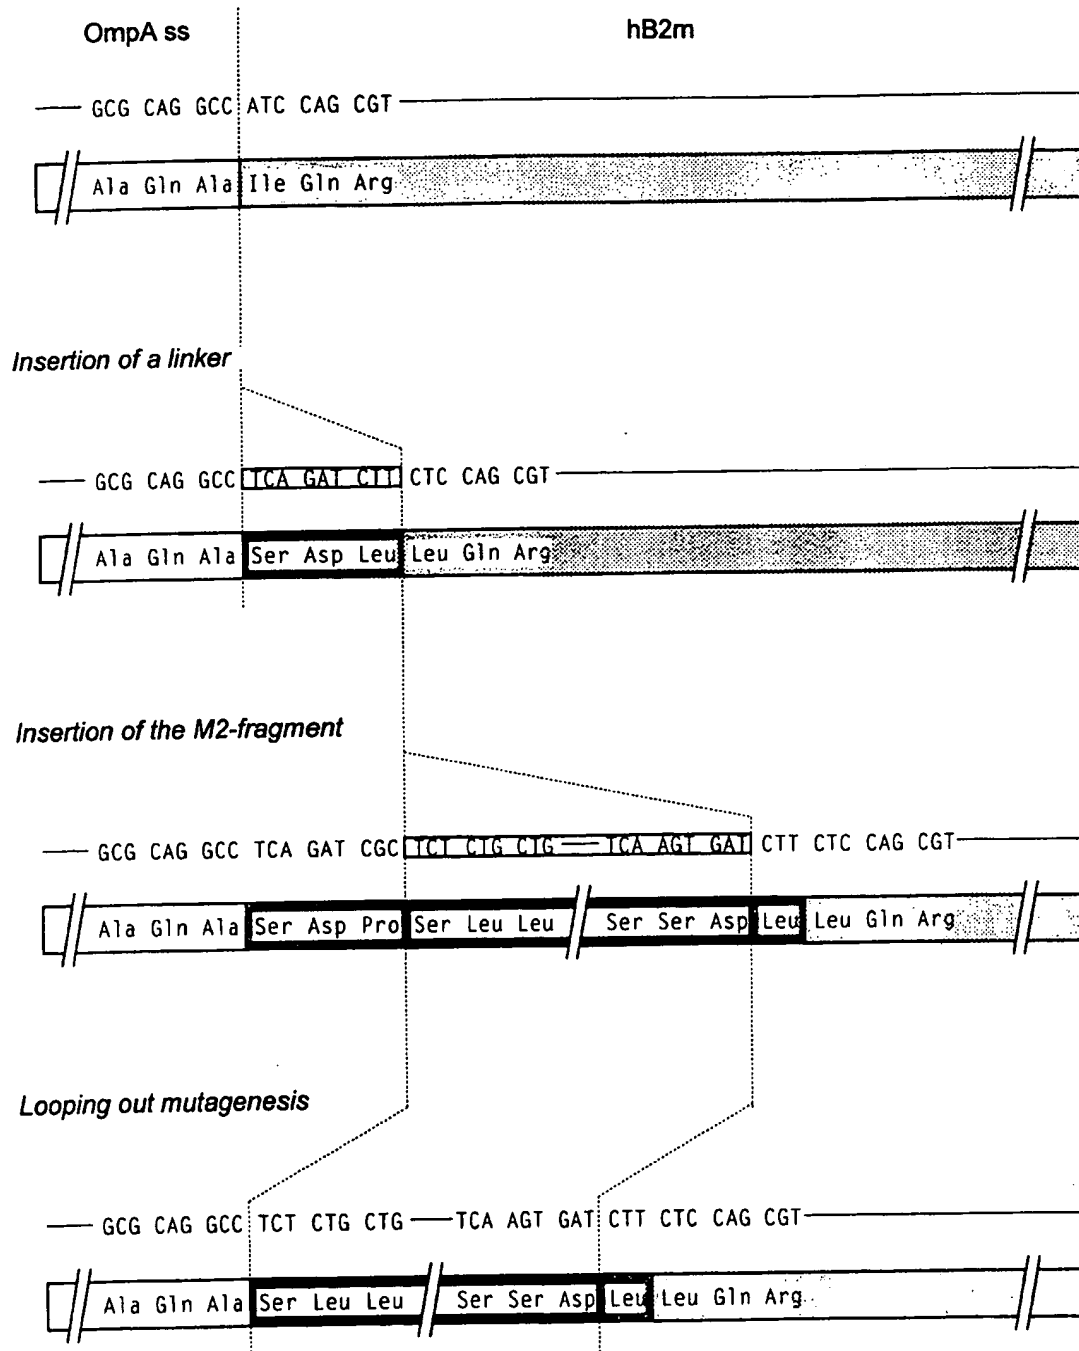 OmpA ss hB2m
GCG CAG GCC ATC CAG CGT
Ala Gln Ala Ile Gln Arg
Insertion of a linker
GCG CAG GCC TCA GAT CTT CTC CAG CGT
Ala Gln Ala Ser Asp Leu Leu Gln Arg
Insertion of the M2-fragment
GCG CAG GCC TCA GAT CGC TCT CTG CTG TCA AGT GAT CTT CTC CAG CGT
Ala Gln Ala Ser Asp Pro Ser Leu Leu Ser Ser Asp Leu Leu Gln Arg
Looping out mutagenesis
GCG CAG GCC TCT CTG CTG TCA AGT GAT CTT CTC CAG CGT
Ala Gln Ala Ser Leu Leu Ser Ser Asp Leu Leu Gln Arg